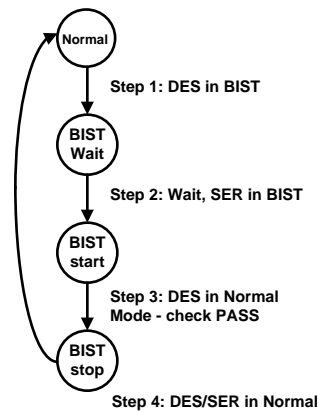 Normal
Step 1: DES in BIST
BIST
Wait
Step 2: Wait, SER in BIST
BIST
start
Step 3: DES in Normal
Mode - check PASS
BIST
stop
Step 4: DES/SER in Normal